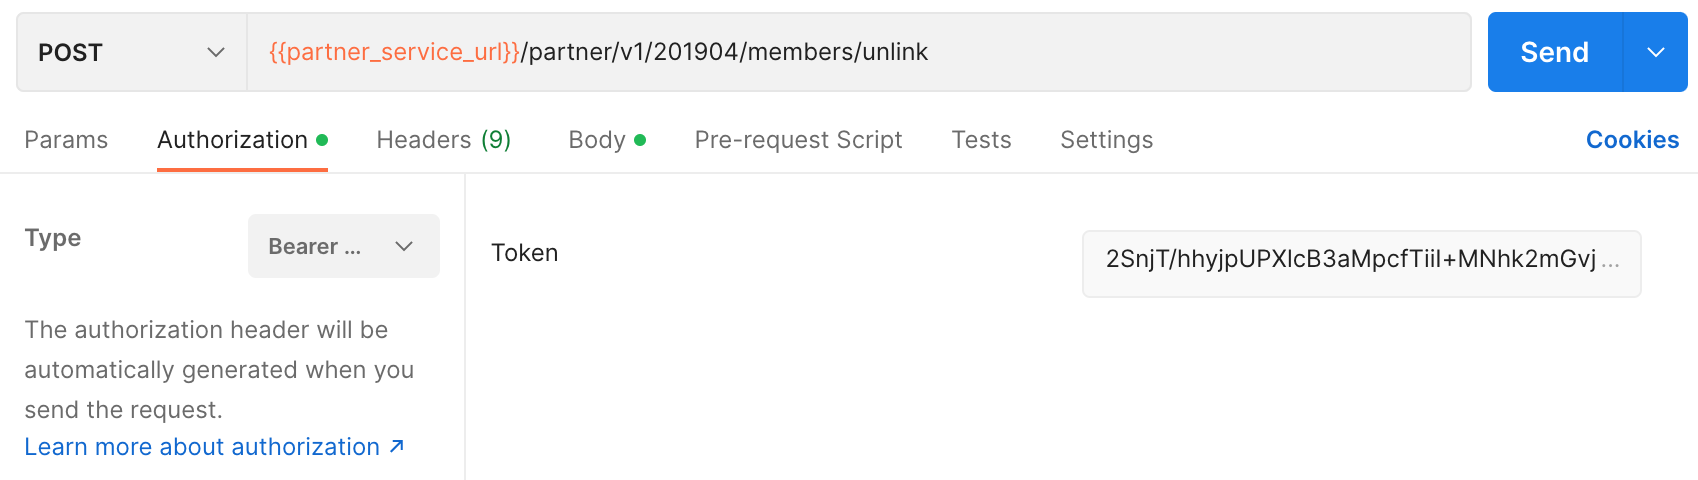 POST
{{partner_service_url}}/partner/v1/201904/members/unlink
Send
Params
Authorization
Headers (9)
Body
Pre-request Script
Tests
Settings
Cookies
Type
Bearer ...
The authorization header will be
automatically generated when you
send the request.
Learn more about authorization ↗
Token
2SnjT/hhyjpUPXlcB3aMpcfTiiI+MNhk2mGvj...